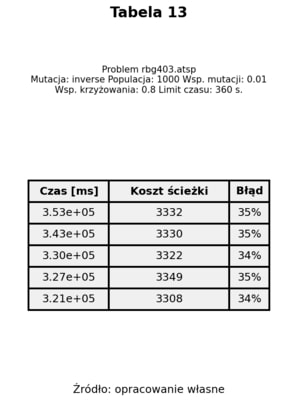 Tabela 13
Problem rbg403.atsp
Mutacja: inverse Populacja: 1000 Wsp. mutacji: 0.01
Wsp. krzyżowania: 0.8 Limit czasu: 360 s.
Czas [ms] Koszt ścieżki Błąd
3.53e+05 3332 35%
3.43e+05 3330 35%
3.30e+05 3322 34%
3.27e+05 3349 35%
3.21e+05 3308 34%
Źródło: opracowanie własne